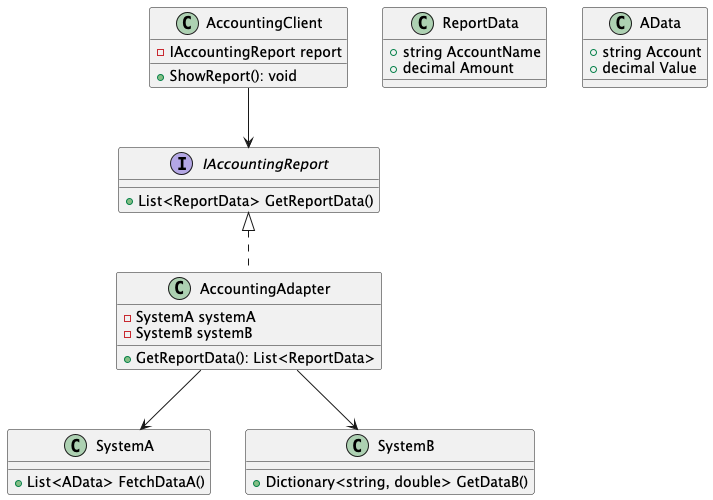 C AccountingClient
IAccountingReport report
ShowReport(): void
C ReportData
string AccountName
decimal Amount
C AData
string Account
decimal Value
I IAccountingReport
List<ReportData> GetReportData()
C AccountingAdapter
SystemA systemA
SystemB systemB
GetReportData(): List<ReportData>
C SystemA
List<AData> FetchDataA()
C SystemB
Dictionary<string, double> GetDataB()